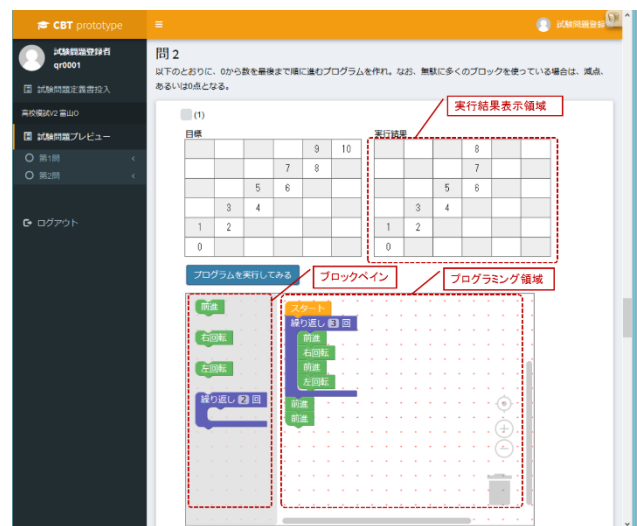 CBT prototype
試験問題登録
試験問題登録者
qr0001
試験問題定義書投入
高校模試v2 富山O
試験問題プレビュー
第1問
第2問
ログアウト
問 2
以下のとおりに、0から数を最後まで順に進むプログラムを作れ。なお、無駄に多くのブロックを使っている場合は、減点、
あるいは0点となる。
実行結果表示領域
(1)
目標
9 10
7 8
5 6
3 4
1 2
0
実行結果
8
7
5 6
3 4
1 2
0
プログラムを実行してみる
ブロックペイン
プログラミング領域
前進
右回転
左回転
繰り返し 2 回
スタート
繰り返し 3 回
前進
右回転
前進
左回転
前進
前進